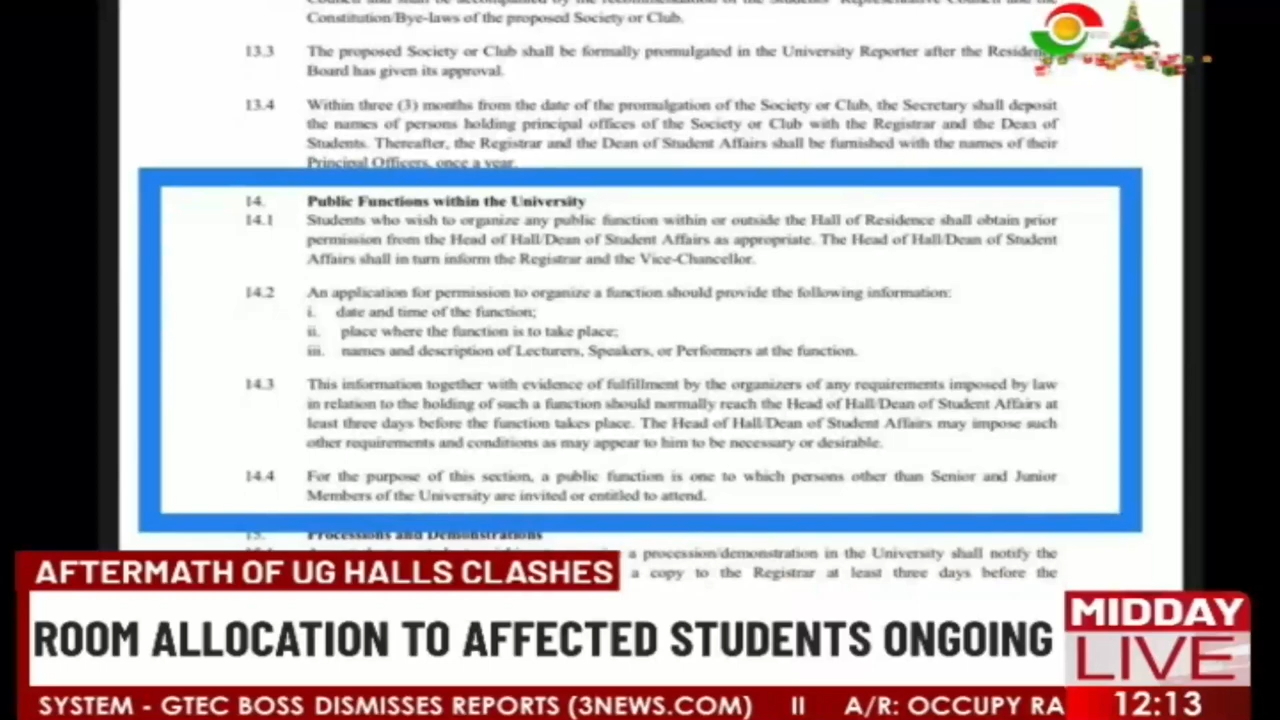 Constitution/Bye-laws of the proposed Society or Club.
13.3 The proposed Society or Club shall be formally promulgated in the University Reporter after the
Board has given its approval.
13.4 Within three (3) months from the date of the promulgation of the Society or Club, the Secretary shall deposit
the names of persons holding principal offices of the Society or Club with the Registrar and the Dean of
Students. Thereafter, the Registrar and the Dean of Student Affairs shall be furnished with the names of their
Principal Officers, once a year.
14. Public Functions within the University
14.1 Students who wish to organize any public function within or outside the Hall of Residence shall obtain prior
permission from the Head of Hall/Dean of Student Affairs as appropriate. The Head of Hall/Dean of Student
Affairs shall in turn inform the Registrar and the Vice-Chancellor.
14.2 An application for permission to organize a function should provide the following information:
i. date and time of the function;
ii. place where the function is to take place;
iii. names and description of Lecturers, Speakers, or Performers at the function.
14.3 This information together with evidence of fulfillment by the organizers of any requirements imposed by law
in relation to the holding of such a function should normally reach the Head of Hall/Dean of Student Affairs at
least three days before the function takes place. The Head of Hall/Dean of Student Affairs may impose such
other requirements and conditions as may appear to him to be necessary or desirable.
14.4 For the purpose of this section, a public function is one to which persons other than Senior and Junior
Members of the University are invited or entitled to attend.
15. Processions and Demonstrations
a procession/demonstration in the University shall notify the
a copy to the Registrar at least three days before the
AFTERMATH OF UG HALLS CLASHES
ROOM ALLOCATION TO AFFECTED STUDENTS ONGOING
MIDDAY
LIVE
SYSTEM - GTEC BOSS DISMISSES REPORTS (3NEWS.COM) II A/R: OCCUPY RA
12:13